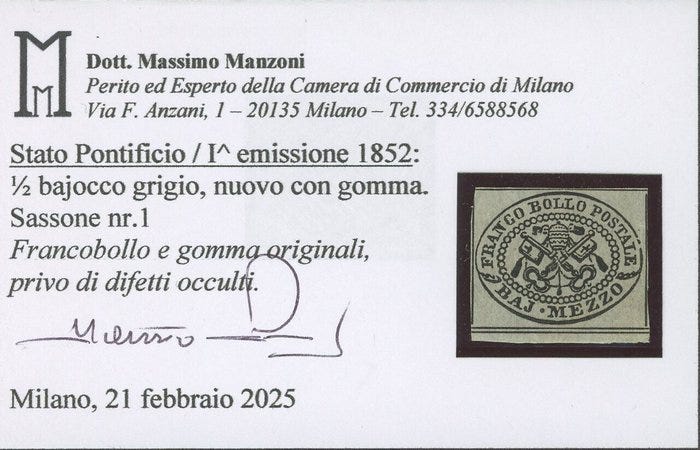 M
M
Dott. Massimo Manzoni
Perito ed Esperto della Camera di Commercio di Milano
Via F. Anzani, 1 – 20135 Milano – Tel. 334/6588568
Stato Pontificio / I^ emissione 1852:
½ bajocco grigio, nuovo con gomma.
Sassone nr.1
Francobollo e gomma originali,
privo di difetti occulti.
Milano, 21 febbraio 2025
FRANCO BOLLO POSTALE
BAJ · MEZZO